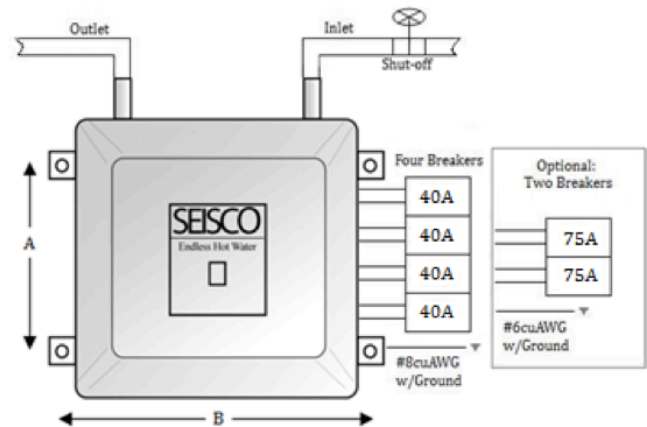 Outlet
Inlet
Shut-off
Four Breakers
40A
40A
40A
40A
#8cuAWG
w/Ground
Optional:
Two Breakers
75A
75A
#6cuAWG
w/Ground
A
SEISCO
Endless Hot Water
B